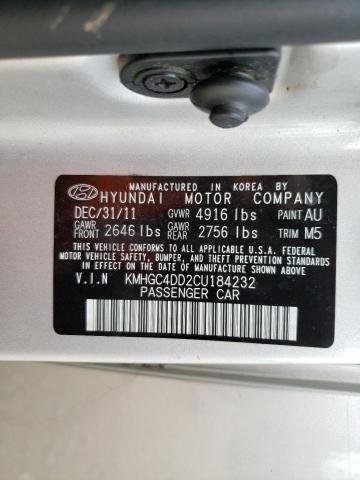 MANUFACTURED IN KOREA BY
HYUNDAI MOTOR COMPANY
DEC/31/11 GVWR 4916 lbs PAINT AU
GAWR FRONT 2646 lbs GAWR REAR 2756 lbs TRIM M5
THIS VEHICLE CONFORMS TO ALL APPLICABLE U.S.A. FEDERAL
MOTOR VEHICLE SAFETY, BUMPER, AND THEFT PREVENTION STANDARDS
IN EFFECT ON THE DATE OF MANUFACTURE SHOWN ABOVE.
V.I.N KMHGC4DD2CU184232
PASSENGER CAR